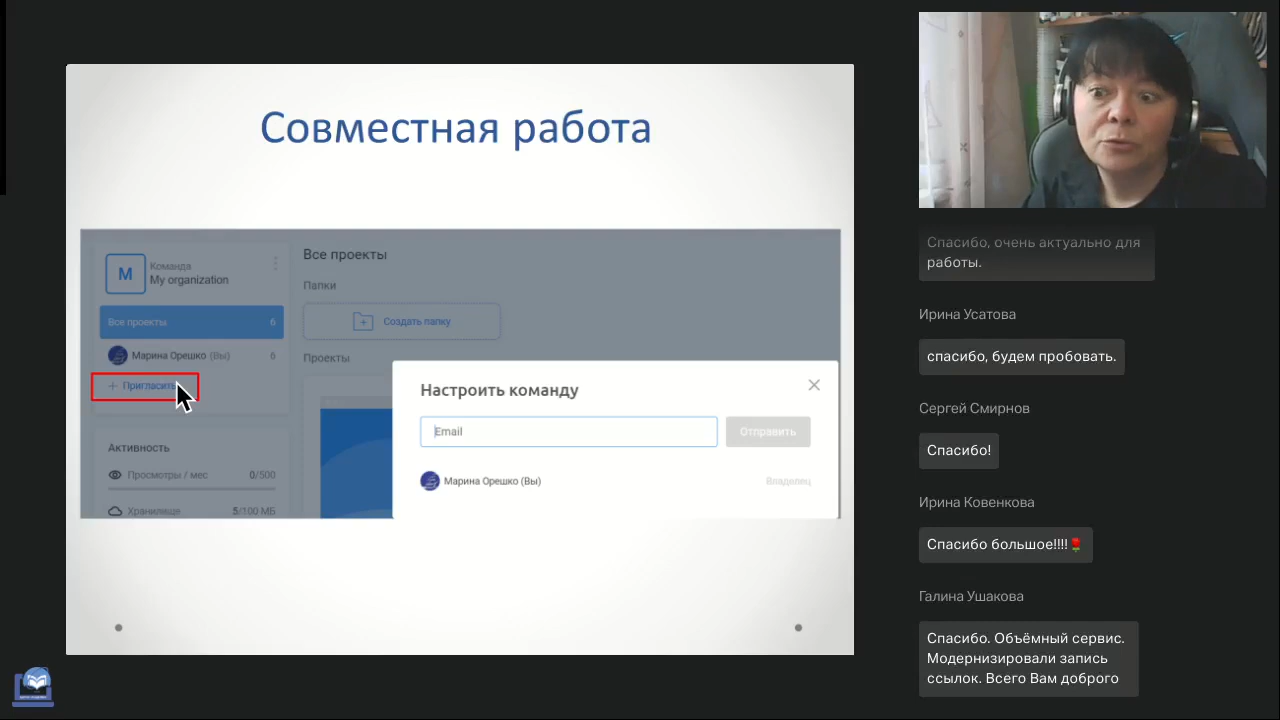 Совместная работа
M
Команда
My organization
Все проекты 6
Марина Орешко (Вы) 6
+ Пригласить
Активность
Просмотры / мес 0/500
Хранилище 5/100 МБ
Все проекты
Папки
Создать папку
Проекты
Настроить команду
Email
Отправить
Марина Орешко (Вы)
Владелец
Спасибо, очень актуально для
работы.
Ирина Усатова
спасибо, будем пробовать.
Сергей Смирнов
Спасибо!
Ирина Ковенкова
Спасибо большое!!!!🌹
Галина Ушакова
Спасибо. Объёмный сервис.
Модернизировали запись
ссылок. Всего Вам доброго